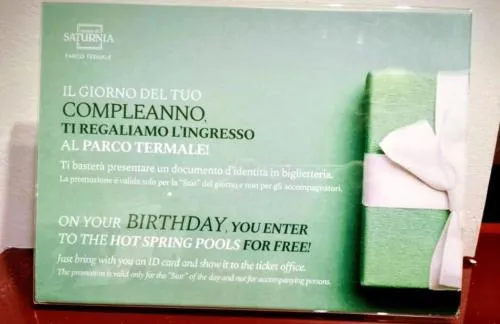 SATURNIA
PARCO TERMALE
IL GIORNO DEL TUO
COMPLEANNO,
TI REGALIAMO L'INGRESSO
AL PARCO TERMALE!
Ti basterà presentare un documento d'identità in biglietteria.
La promozione è valida solo per la "Star" del giorno e non per gli accompagnatori.
ON YOUR BIRTHDAY, YOU ENTER
TO THE HOT SPRING POOLS FOR FREE!
Just bring with you an ID card and show it to the ticket office.
The promotion is valid only for the "Star" of the day and not for accompanying persons.